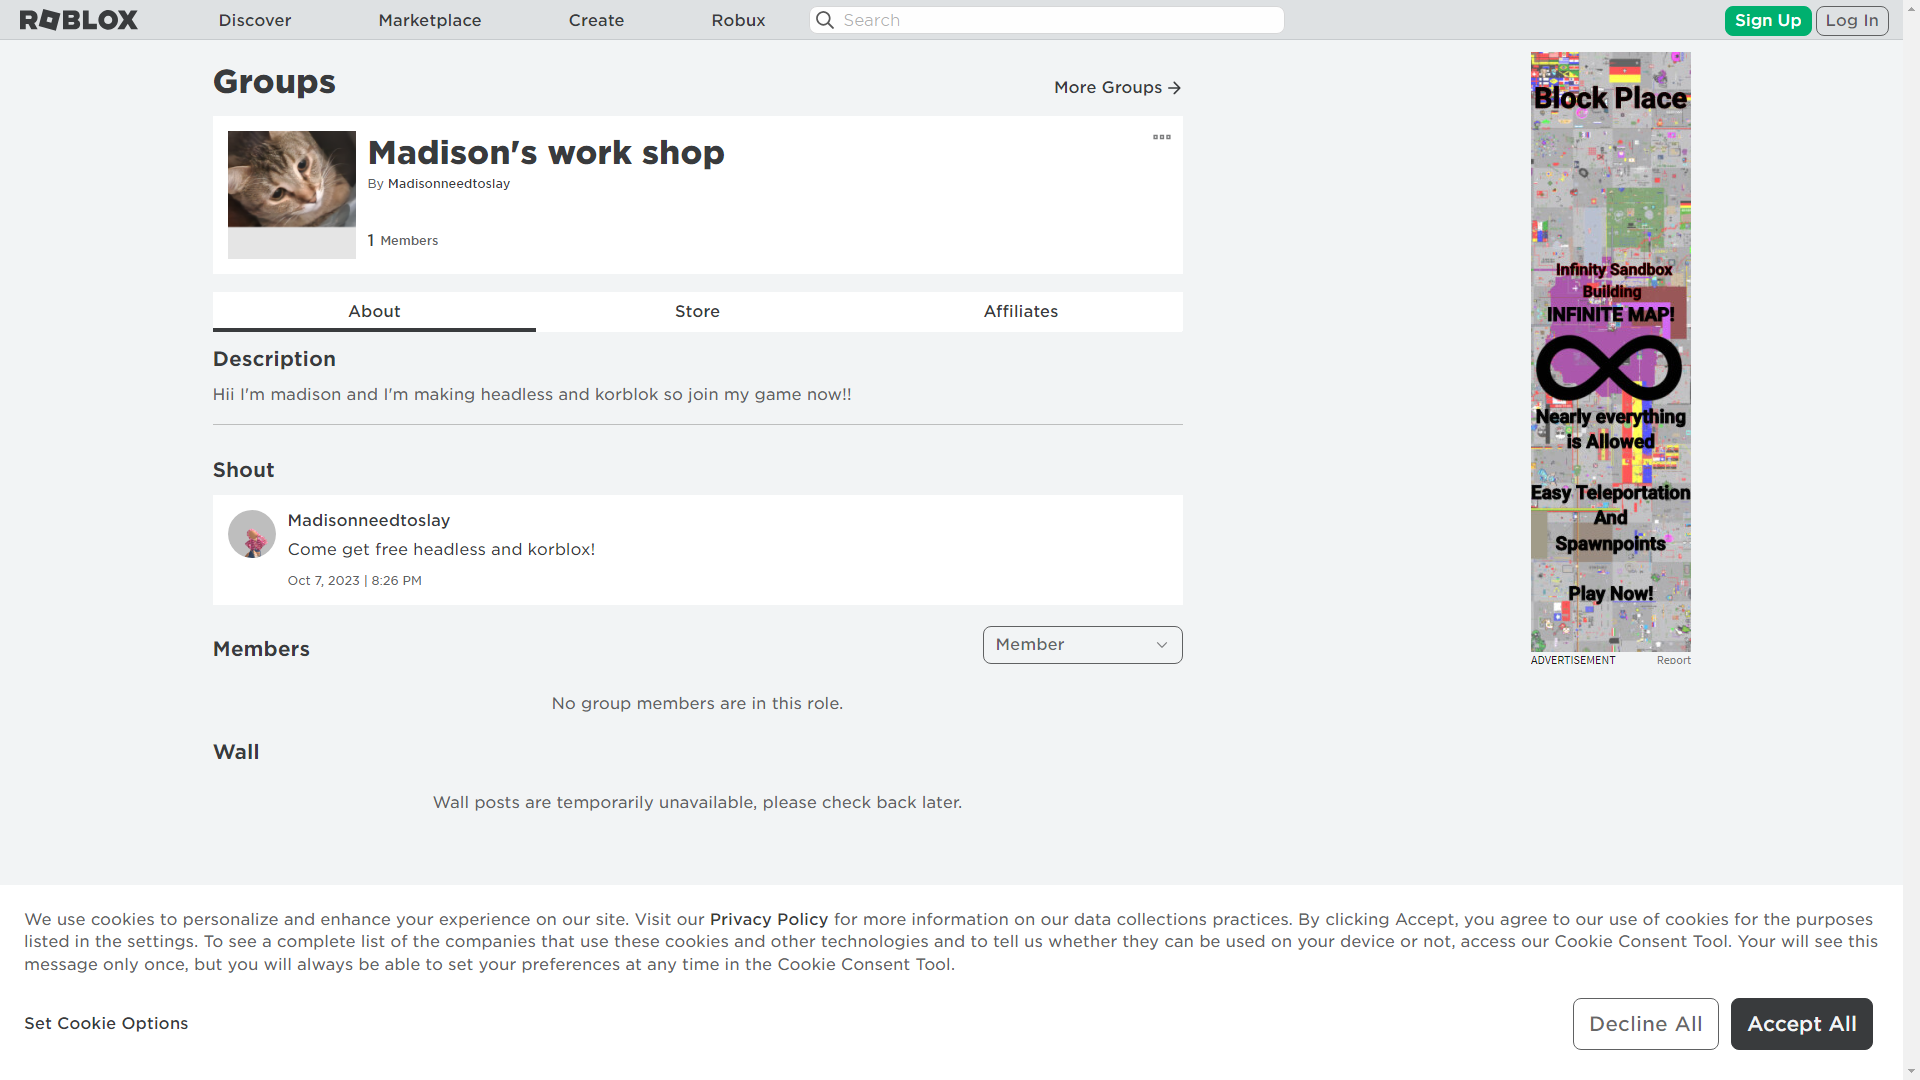 ROBLOX
Discover
Marketplace
Create
Robux
Search
Sign Up
Log In
Groups
More Groups
Madison's work shop
By Madisonneedtoslay
1 Members
About
Store
Affiliates
Description
Hii I'm madison and I'm making headless and korblok so join my game now!!
Shout
Madisonneedtoslay
Come get free headless and korblox!
Oct 7, 2023 | 8:26 PM
Members
Member
No group members are in this role.
Wall
Wall posts are temporarily unavailable, please check back later.
Block Place
Infinity Sandbox
Building
INFINITE MAP!
Nearly everything
is Allowed
Easy Teleportation
And
Spawnpoints
Play Now!
ADVERTISEMENT
Report
We use cookies to personalize and enhance your experience on our site. Visit our Privacy Policy for more information on our data collections practices. By clicking Accept, you agree to our use of cookies for the purposes
listed in the settings. To see a complete list of the companies that use these cookies and other technologies and to tell us whether they can be used on your device or not, access our Cookie Consent Tool. Your will see this
message only once, but you will always be able to set your preferences at any time in the Cookie Consent Tool.
Set Cookie Options
Decline All
Accept All